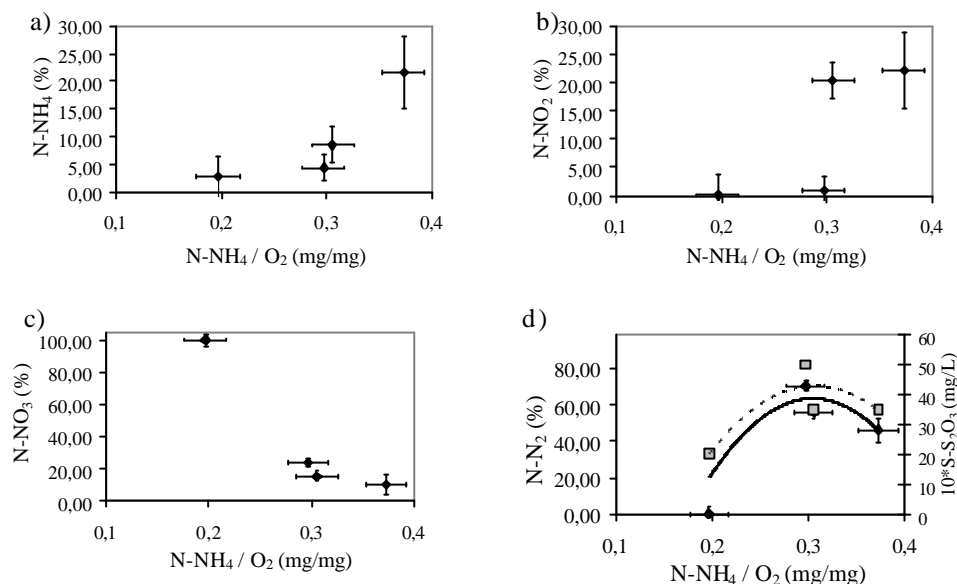 a)
30,00
25,00
20,00
15,00
10,00
5,00
0,00
N-NH₄ (%)
0,1 0,2 0,3 0,4
N-NH₄ / O₂ (mg/mg)
b)
30,00
25,00
20,00
15,00
10,00
5,00
0,00
N-NO₂ (%)
0,1 0,2 0,3 0,4
N-NH₄ / O₂ (mg/mg)
c)
100,00
80,00
60,00
40,00
20,00
0,00
N-NO₃ (%)
0,1 0,2 0,3 0,4
N-NH₄ / O₂ (mg/mg)
d)
80,00
60,00
40,00
20,00
0,00
N-N₂ (%)
60
50
40
30
20
10
0
10*S-S₂O₃ (mg/L)
0,1 0,2 0,3 0,4
N-NH₄ / O₂ (mg/mg)